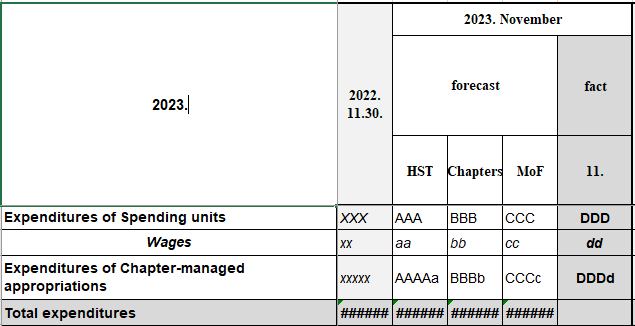 2023. November
2023.
2022.
11.30.
forecast
fact
HST Chapters MoF 11.
Expenditures of Spending units XXX AAA BBB CCC DDD
Wages xx aa bb cc dd
Expenditures of Chapter-managed
appropriations xxxxx AAAAa BBBb CCCc DDDd
Total expenditures ###### ###### ###### ######